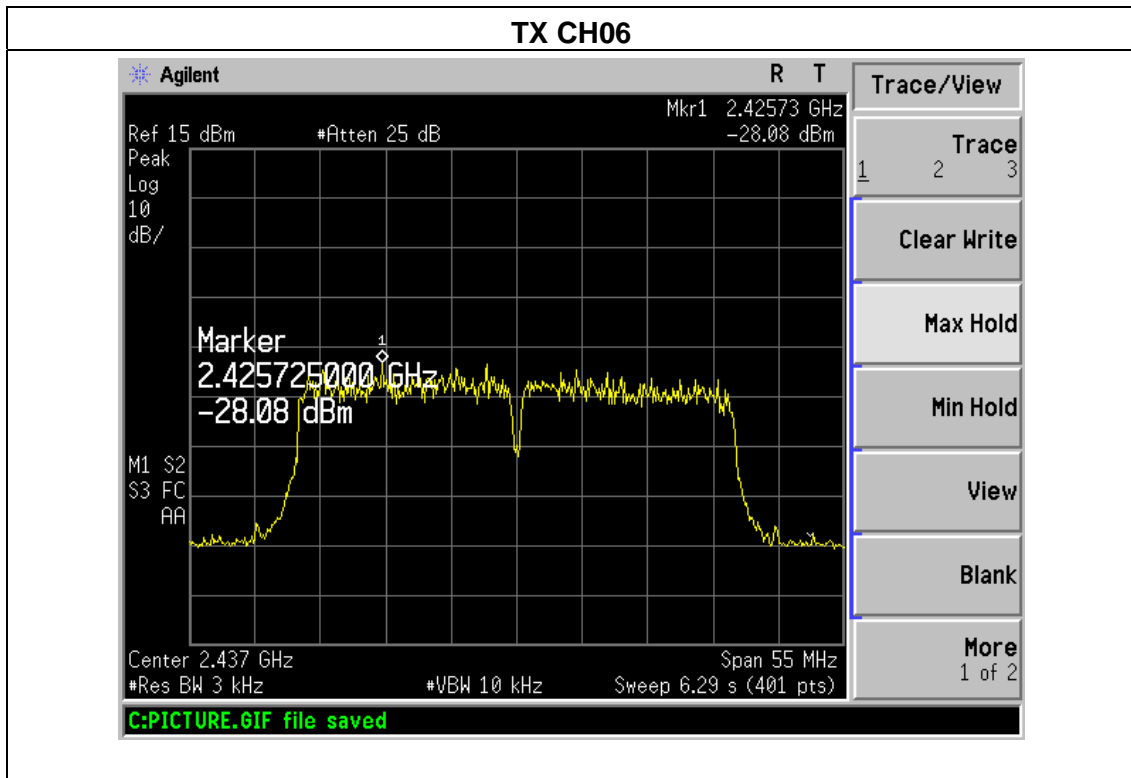 TX CH06
Agilent R T
Trace/View
Mkr1 2.42573 GHz
Ref 15 dBm #Atten 25 dB -28.08 dBm
Peak
Log
10
dB/
Trace
1 2 3
Clear Write
Max Hold
1
Marker
2.425725000 GHz
-28.08 dBm
Min Hold
M1 S2
S3 FC
AA
View
Blank
Center 2.437 GHz Span 55 MHz
#Res BW 3 kHz #VBW 10 kHz Sweep 6.29 s (401 pts)
More
1 of 2
C:PICTURE.GIF file saved